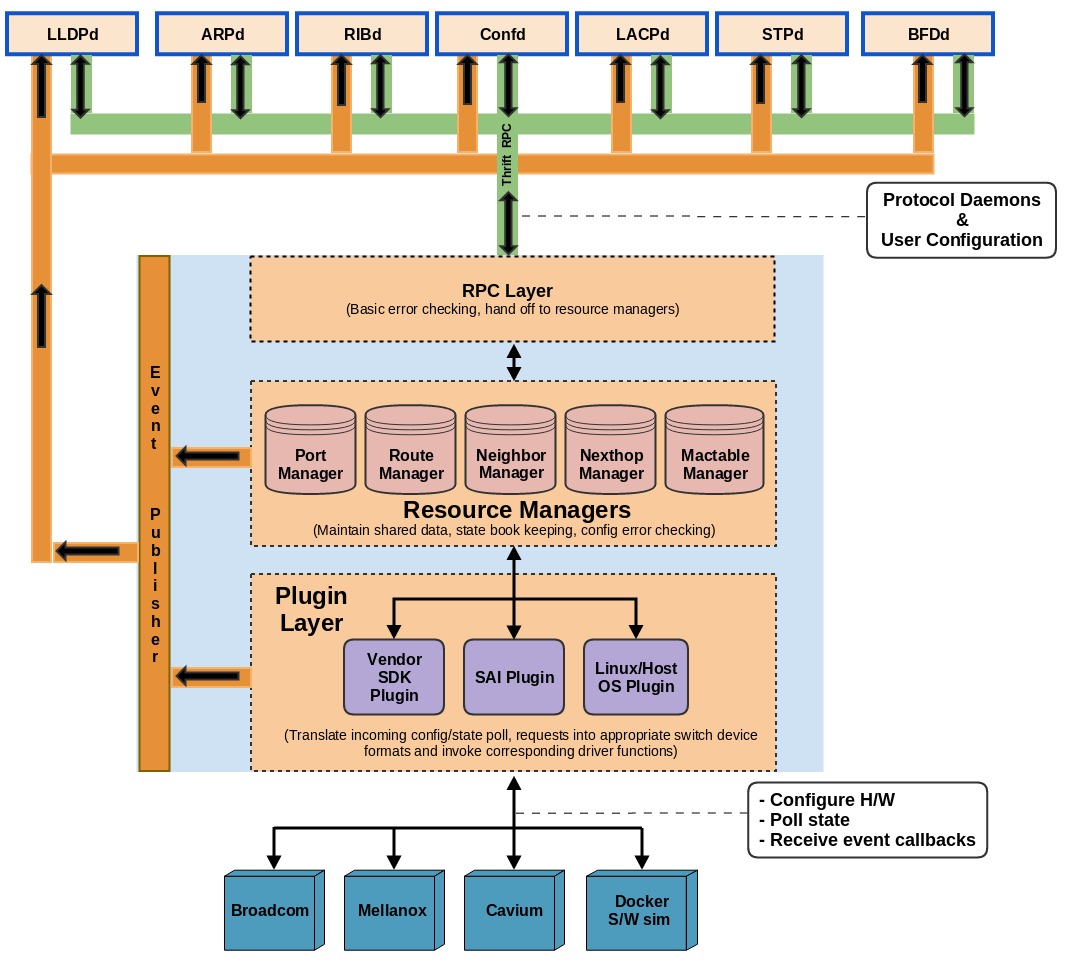 LLDPd
ARPd
RIBd
Confd
LACPd
STPd
BFDd
Thrift RPC
Protocol Daemons
&
User Configuration
RPC Layer
(Basic error checking, hand off to resource managers)
Event Publisher
Port
Manager
Route
Manager
Neighbor
Manager
Nexthop
Manager
Mactable
Manager
Resource Managers
(Maintain shared data, state book keeping, config error checking)
Plugin
Layer
Vendor
SDK
Plugin
SAI Plugin
Linux/Host
OS Plugin
(Translate incoming config/state poll, requests into appropriate switch device
formats and invoke corresponding driver functions)
- Configure H/W
- Poll state
- Receive event callbacks
Broadcom
Mellanox
Cavium
Docker
S/W sim